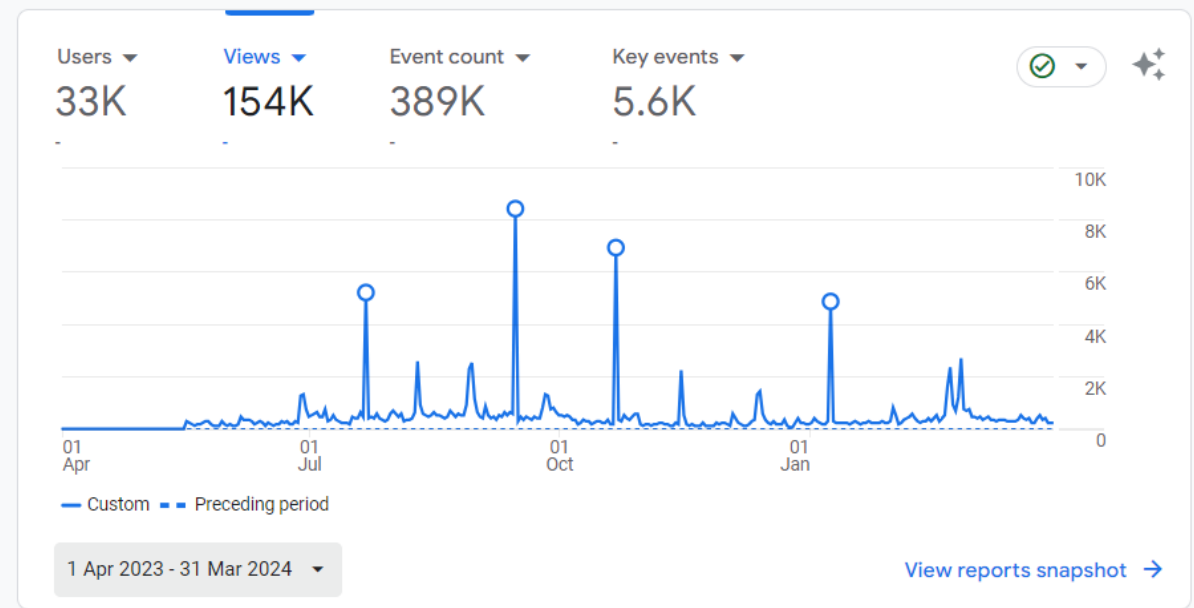 Users Views Event count Key events
33K 154K 389K 5.6K
- - - -
10K
8K
6K
4K
2K
0
01 01 01 01
Apr Jul Oct Jan
Custom Preceding period
1 Apr 2023 - 31 Mar 2024 View reports snapshot